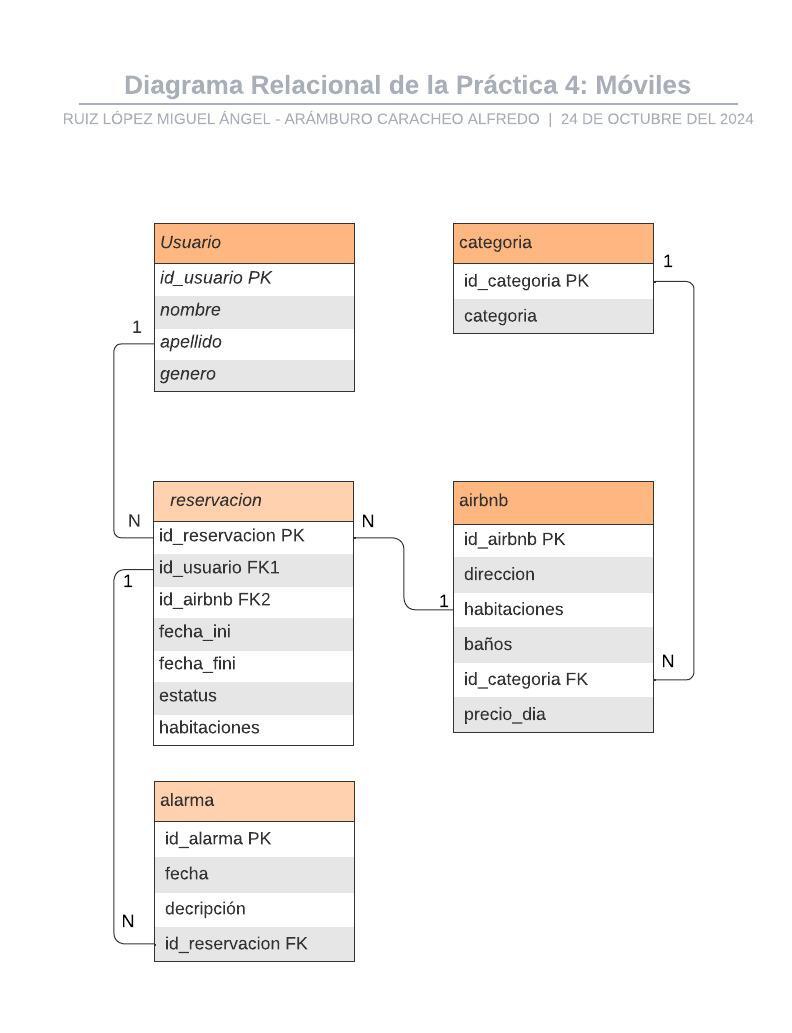 Diagrama Relacional de la Práctica 4: Móviles
RUIZ LÓPEZ MIGUEL ÁNGEL - ARÁMBURO CARACHEO ALFREDO | 24 DE OCTUBRE DEL 2024
Usuario
id_usuario PK
nombre
apellido
genero
1
categoria
id_categoria PK
categoria
1
reservacion
id_reservacion PK
id_usuario FK1
id_airbnb FK2
fecha_ini
fecha_fini
estatus
habitaciones
N
1
N
1
airbnb
id_airbnb PK
direccion
habitaciones
baños
id_categoria FK
precio_dia
N
alarma
id_alarma PK
fecha
decripción
id_reservacion FK
N